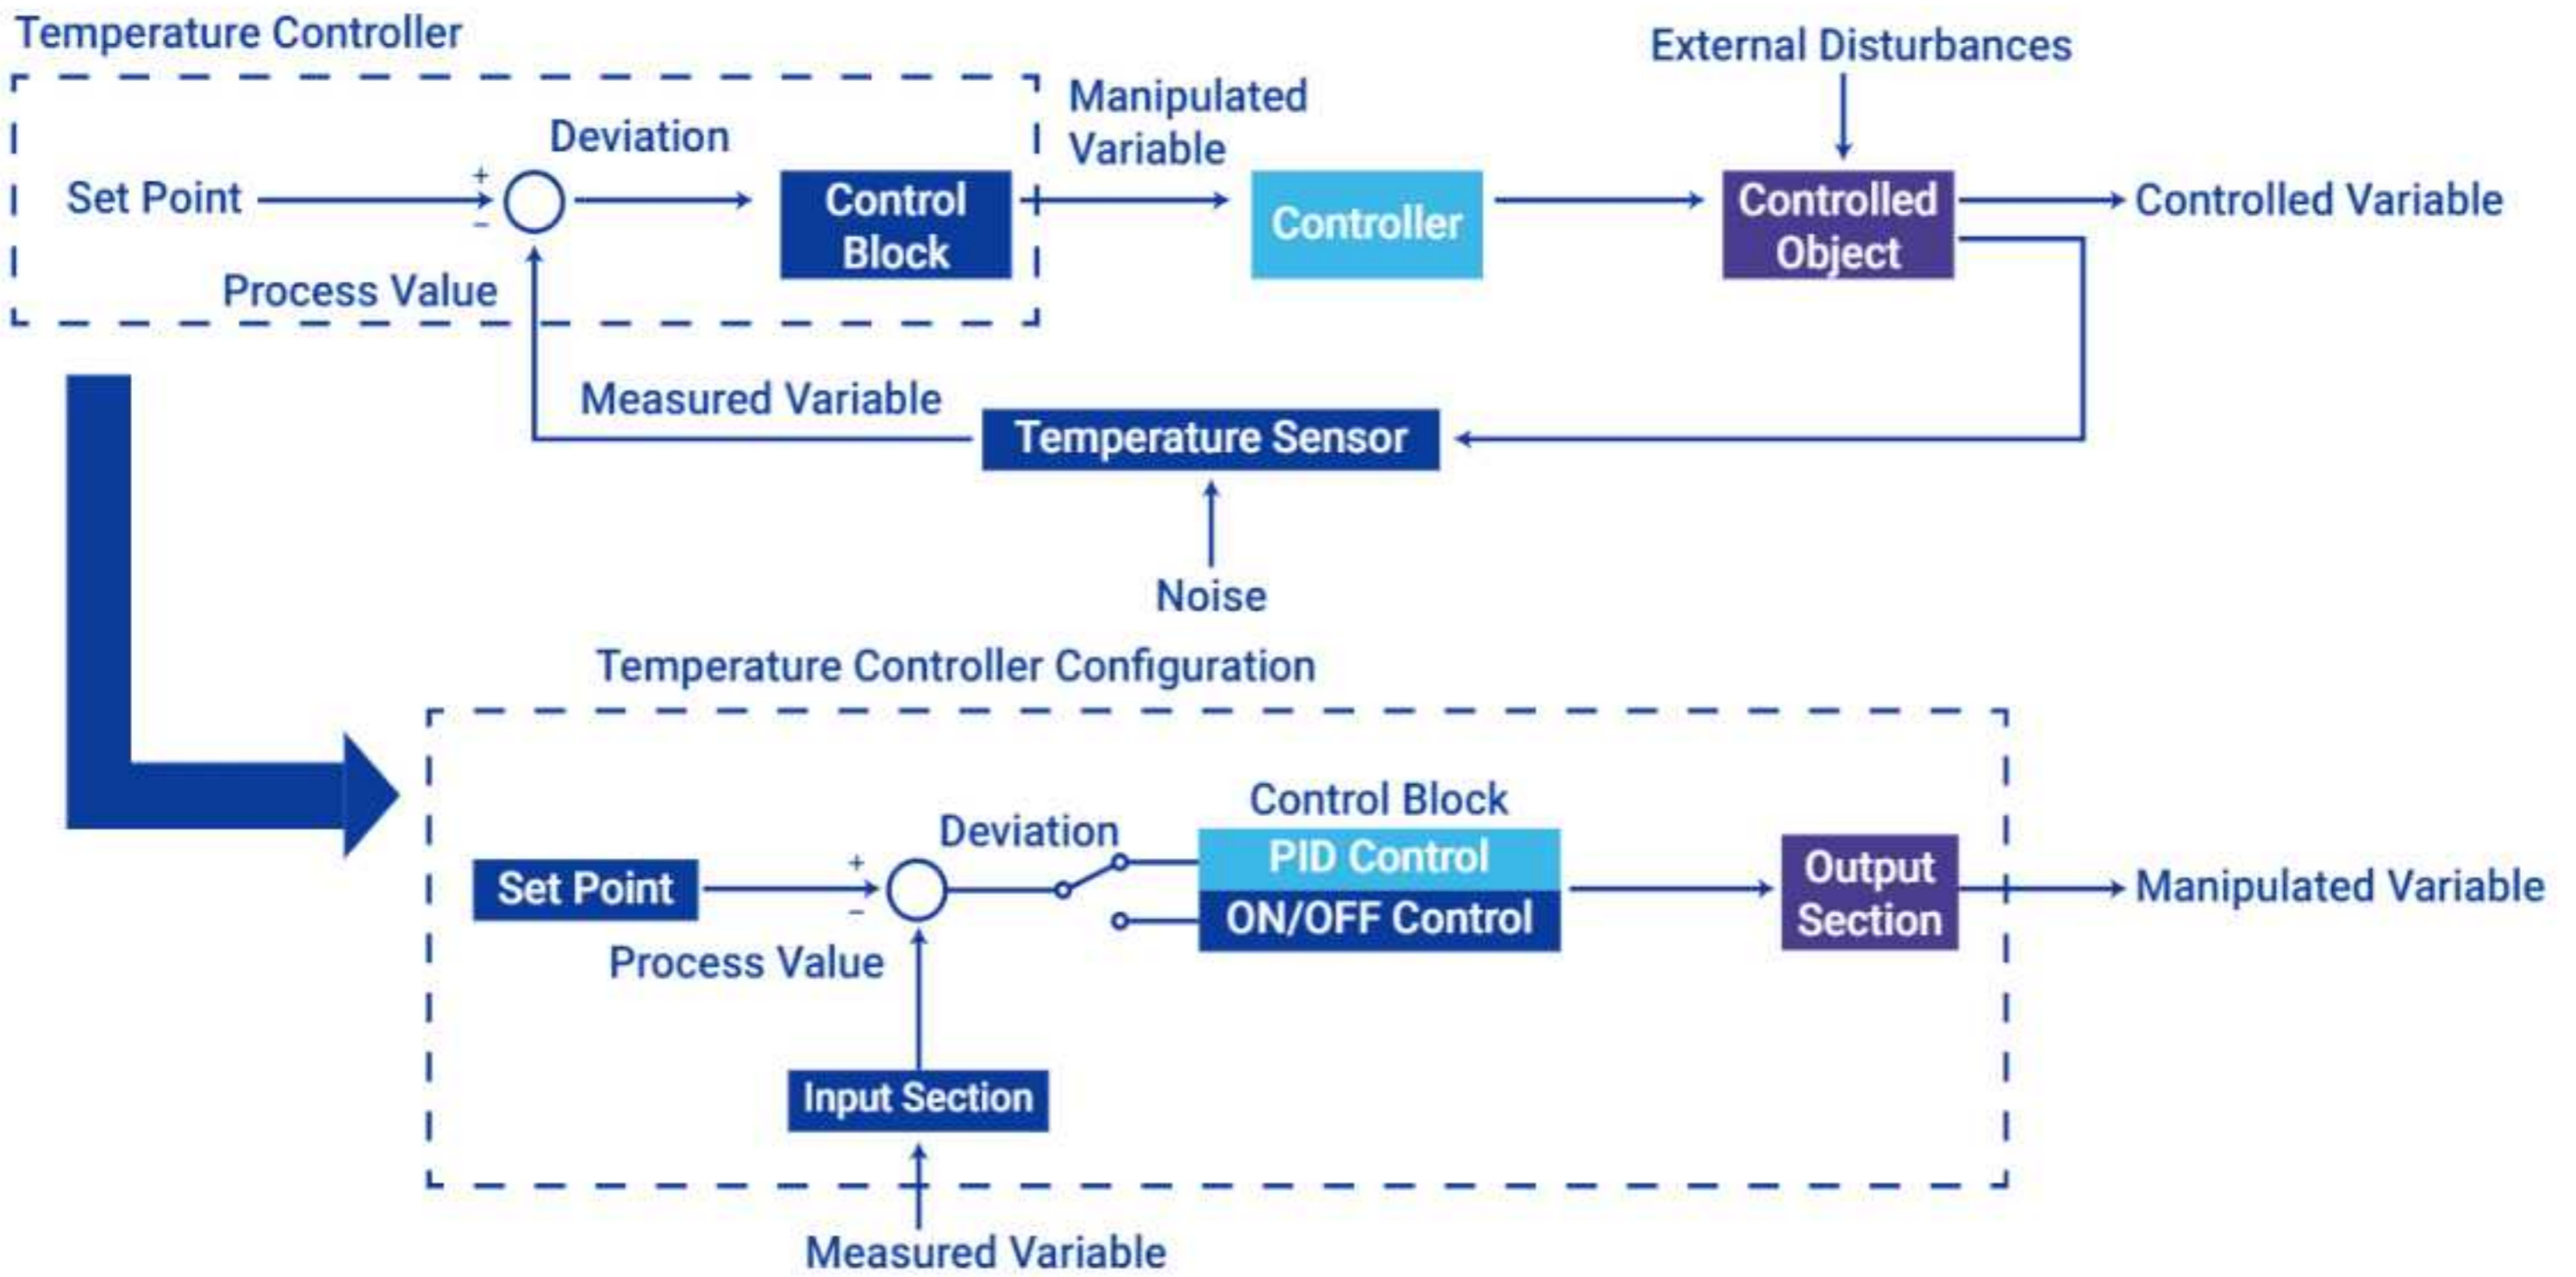 Temperature Controller
External Disturbances
Manipulated
Variable
Deviation
+
Set Point
−
Control
Block
Controller
Controlled
Object
Controlled Variable
Process Value
Measured Variable
Temperature Sensor
Noise
Temperature Controller Configuration
Control Block
Deviation
PID Control
+
Set Point
−
ON/OFF Control
Output
Section
Manipulated Variable
Process Value
Input Section
Measured Variable